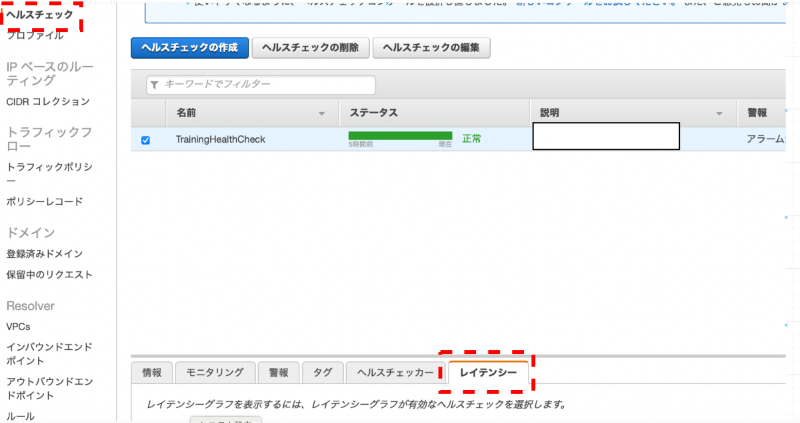 ヘルスチェック
プロファイル
IP ベースのルー
ティング
CIDR コレクション
トラフィックフ
ロー
トラフィックポリシ
ー
ポリシーレコード
ドメイン
登録済みドメイン
保留中のリクエスト
Resolver
VPCs
インバウンドエンド
ポイント
アウトバウンドエン
ドポイント
ルール
ヘルスチェックの作成
ヘルスチェックの削除
ヘルスチェックの編集
キーワードでフィルター
名前
ステータス
説明
警報
TrainingHealthCheck
5時間前
現在
正常
アラーム
情報
モニタリング
警報
タグ
ヘルスチェッカー
レイテンシー
レイテンシーグラフを表示するには、レイテンシーグラフが有効なヘルスチェックを選択します。